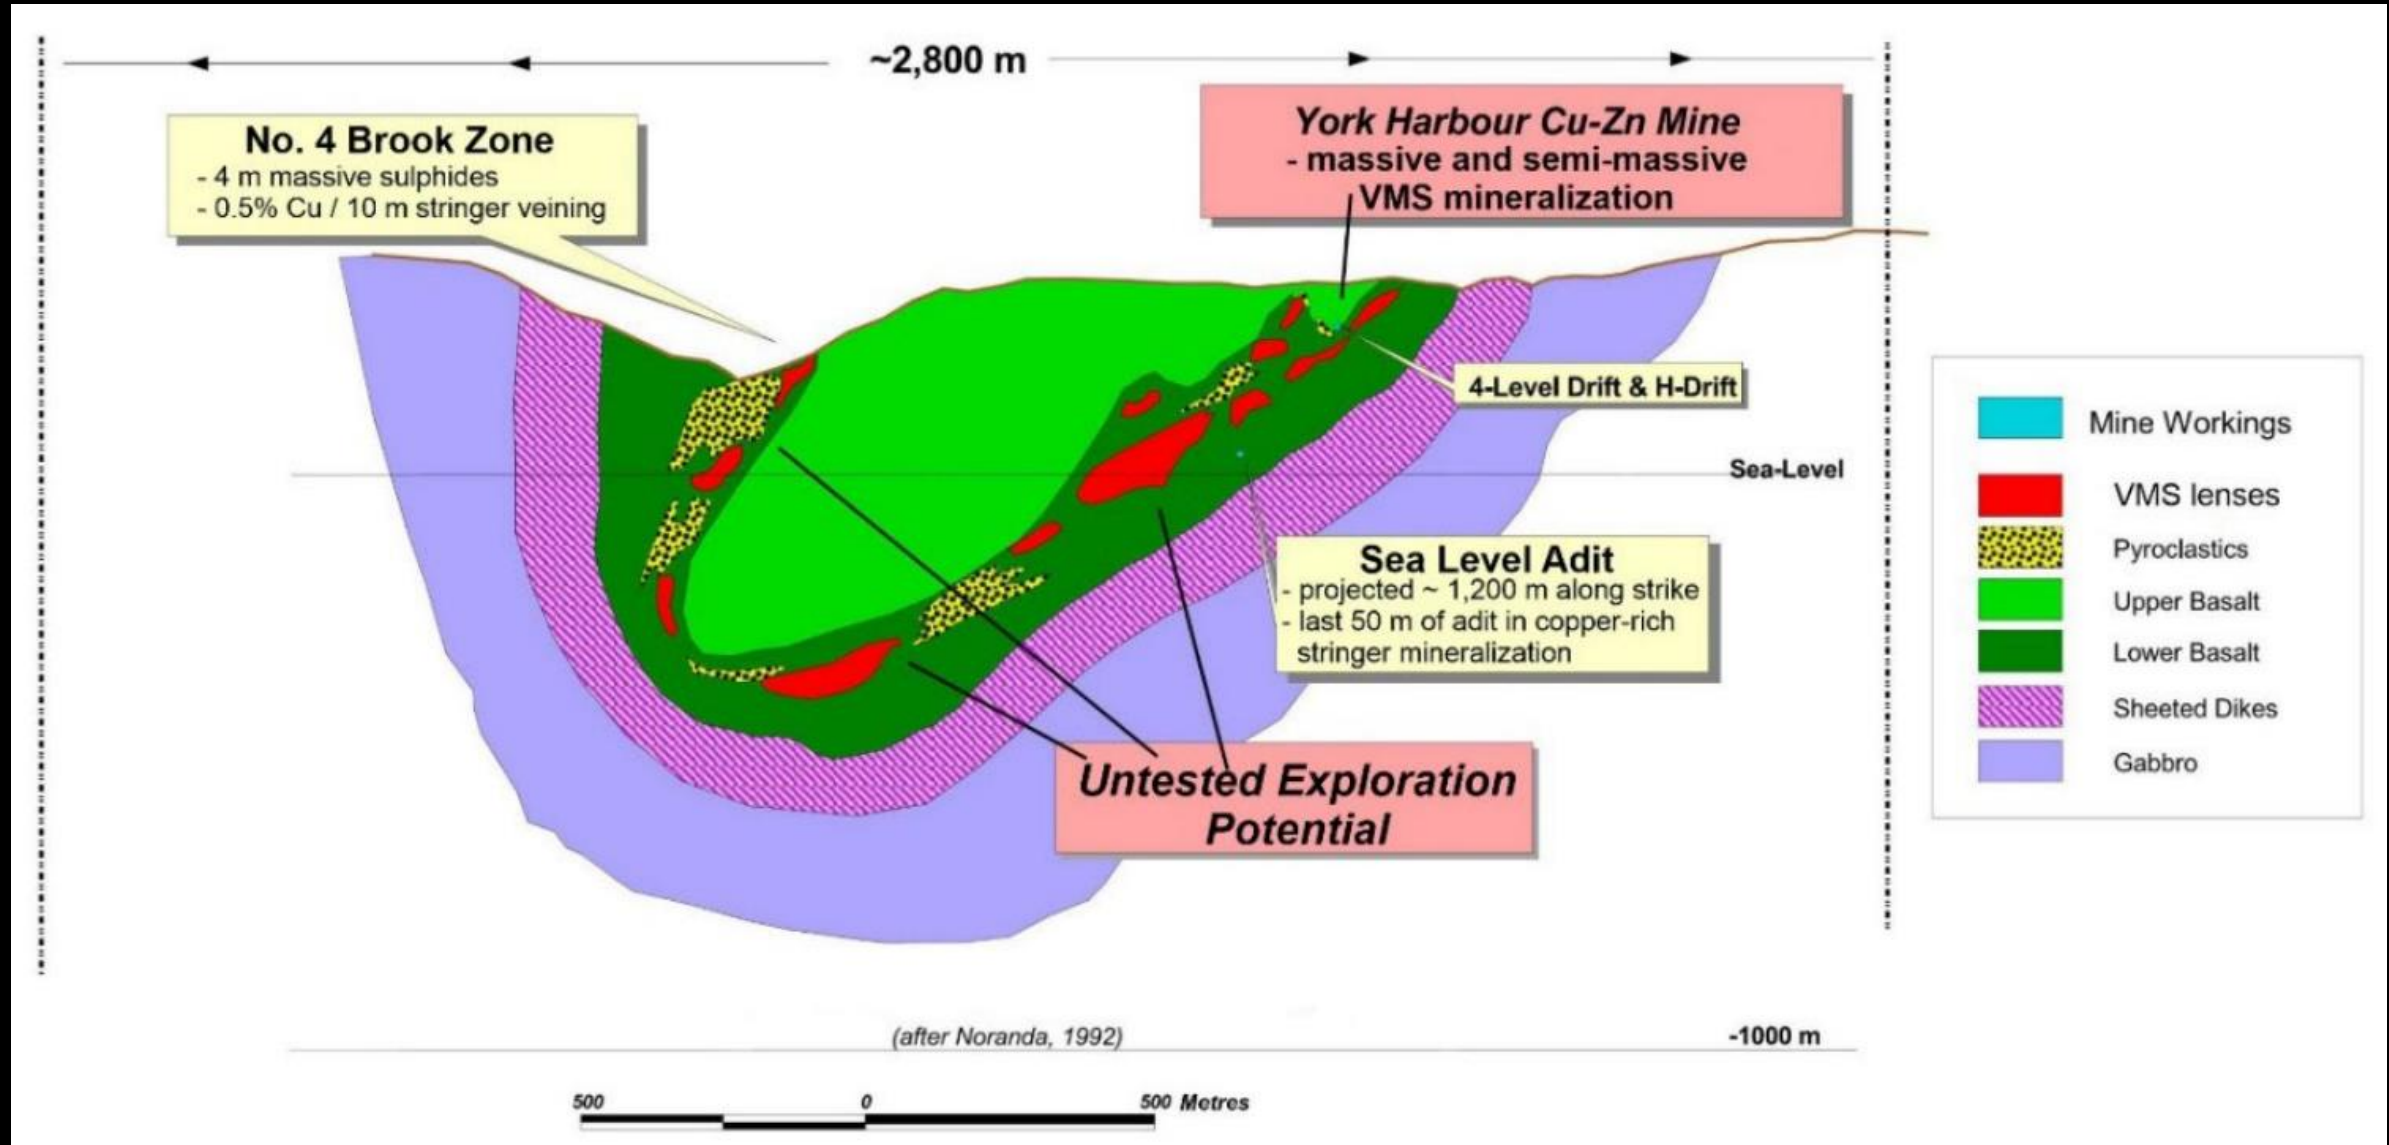 ~2,800 m
No. 4 Brook Zone
- 4 m massive sulphides
- 0.5% Cu / 10 m stringer veining
York Harbour Cu-Zn Mine
- massive and semi-massive
VMS mineralization
4-Level Drift & H-Drift
Sea-Level
Sea Level Adit
- projected ~ 1,200 m along strike
- last 50 m of adit in copper-rich
stringer mineralization
Untested Exploration
Potential
Mine Workings
VMS lenses
Pyroclastics
Upper Basalt
Lower Basalt
Sheeted Dikes
Gabbro
(after Noranda, 1992)
-1000 m
500 0 500 Metres